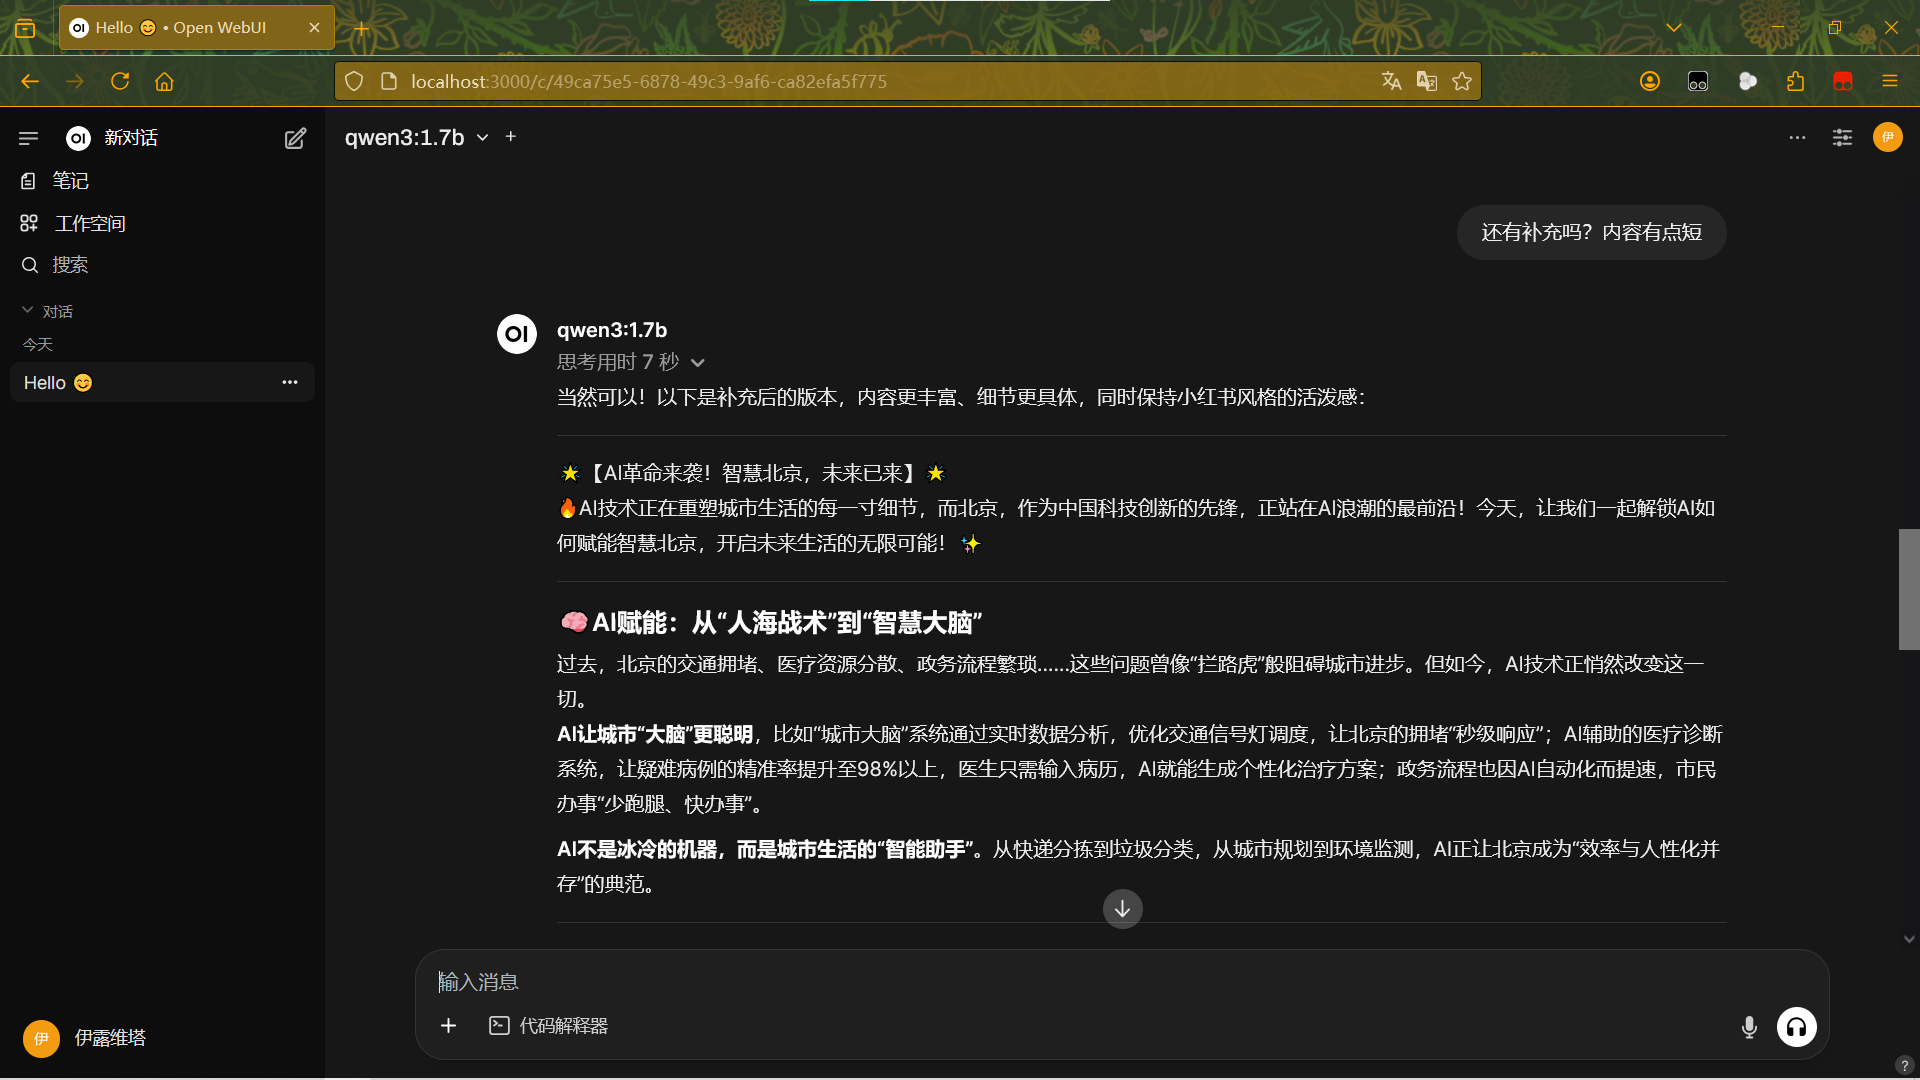 Hello 😊 • Open WebUI
localhost:3000/c/49ca75e5-6878-49c3-9af6-ca82efa5f775
OI 新对话
笔记
工作空间
搜索
对话
今天
Hello 😊
伊 伊露维塔
qwen3:1.7b
伊
还有补充吗？内容有点短
OI qwen3:1.7b
思考用时 7 秒
当然可以！以下是补充后的版本，内容更丰富、细节更具体，同时保持小红书风格的活泼感：
🌟【AI革命来袭！智慧北京，未来已来】🌟
🔥AI技术正在重塑城市生活的每一寸细节，而北京，作为中国科技创新的先锋，正站在AI浪潮的最前沿！今天，让我们一起解锁AI如
何赋能智慧北京，开启未来生活的无限可能！✨
🧠AI赋能：从“人海战术”到“智慧大脑”
过去，北京的交通拥堵、医疗资源分散、政务流程繁琐……这些问题曾像“拦路虎”般阻碍城市进步。但如今，AI技术正悄然改变这一
切。
AI让城市“大脑”更聪明，比如“城市大脑”系统通过实时数据分析，优化交通信号灯调度，让北京的拥堵“秒级响应”；AI辅助的医疗诊断
系统，让疑难病例的精准率提升至98%以上，医生只需输入病历，AI就能生成个性化治疗方案；政务流程也因AI自动化而提速，市民
办事“少跑腿、快办事”。
AI不是冰冷的机器，而是城市生活的“智能助手”。从快递分拣到垃圾分类，从城市规划到环境监测，AI正让北京成为“效率与人性化并
存”的典范。
输入消息
代码解释器
?